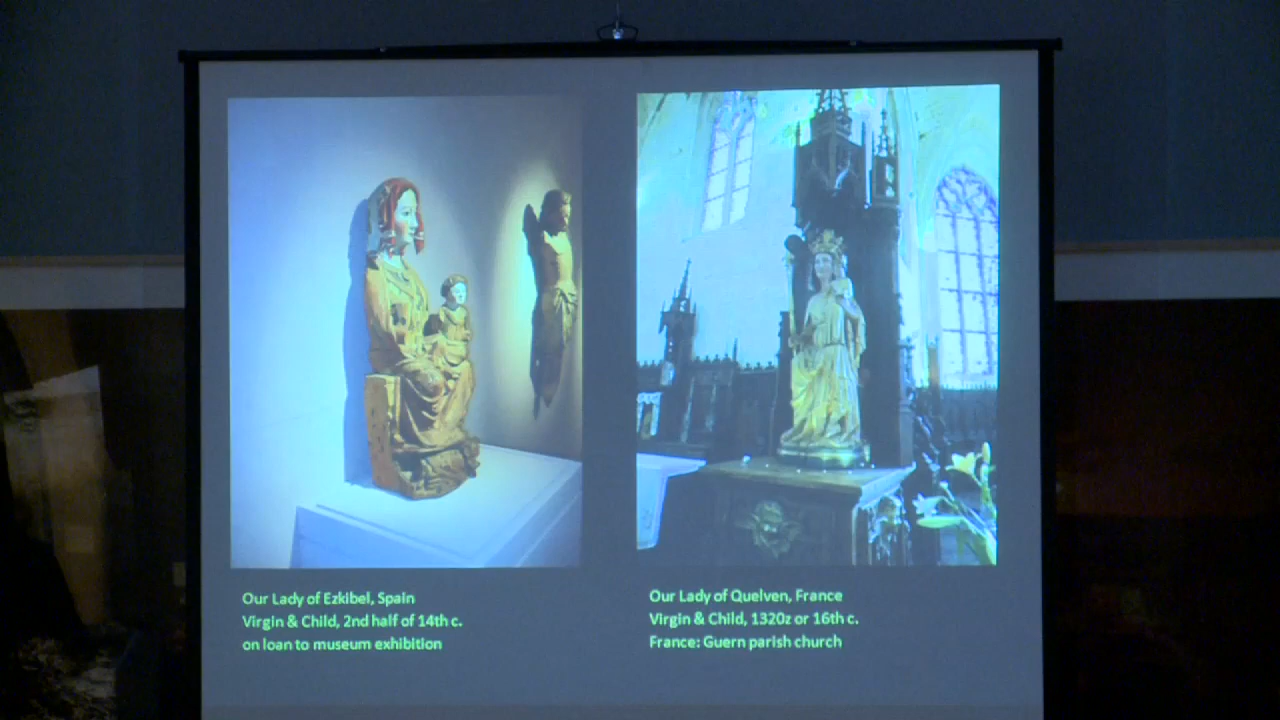 Our Lady of Ezkibel, Spain
Virgin & Child, 2nd half of 14th c.
on loan to museum exhibition
Our Lady of Quelven, France
Virgin & Child, 1320z or 16th c.
France: Guern parish church